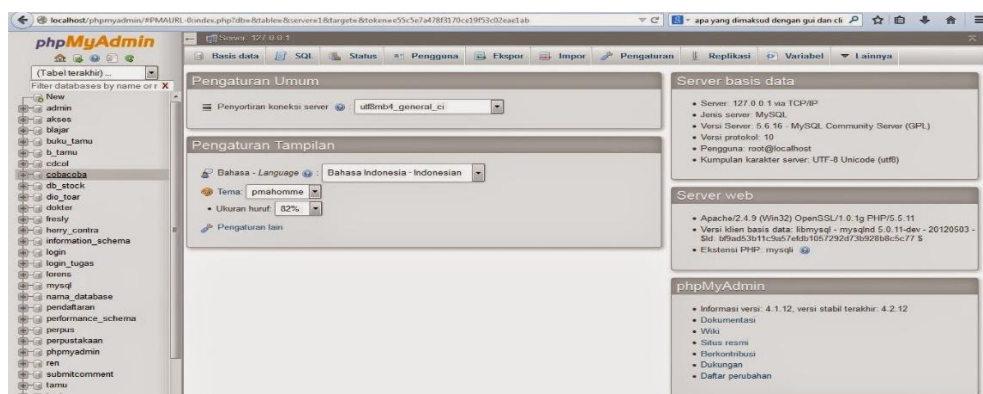 localhost/phpmyadmin/#PMAURL-0:index.php?db=&table=&server=1&target=&token=e55c5e7a478f3170cc19f53c02eae1ab
apa yang dimaksud dengan gui dan cli
phpMyAdmin
(Tabel terakhir) ...
Filter databases by name or r X
New
admin
akses
blajar
buku_tamu
b_tamu
cdcol
cobacoba
db_stock
dio_toar
dokter
fresly
herry_contra
information_schema
login
login_tugas
lorens
mysql
nama_database
pendaftaran
performance_schema
perpus
perpustakaan
phpmyadmin
ren
submitcomment
tamu
Server: 127.0.0.1
Basis data SQL Status Pengguna Ekspor Impor Pengaturan Replikasi Variabel Lainnya
Pengaturan Umum
Penyortiran koneksi server : utf8mb4_general_ci
Pengaturan Tampilan
Bahasa - Language : Bahasa Indonesia - Indonesian
Tema: pmahomme
• Ukuran huruf: 82%
Pengaturan lain
Server basis data
• Server: 127.0.0.1 via TCP/IP
• Jenis server: MySQL
• Versi Server: 5.6.16 - MySQL Community Server (GPL)
• Versi protokol: 10
• Pengguna: root@localhost
• Kumpulan karakter server: UTF-8 Unicode (utf8)
Server web
• Apache/2.4.9 (Win32) OpenSSL/1.0.1g PHP/5.5.11
• Versi klien basis data: libmysql - mysqlnd 5.0.11-dev - 20120503 -
$Id: bf9ad53b11c9a57efdb1057292d73b928b8c5c77 $
• Ekstensi PHP: mysqli
phpMyAdmin
• Informasi versi: 4.1.12, versi stabil terakhir: 4.2.12
• Dokumentasi
• Wiki
• Situs resmi
• Berkontribusi
• Dukungan
• Daftar perubahan